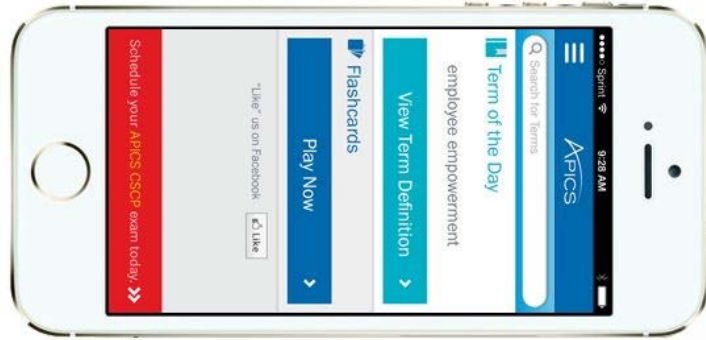 Sprint 9:28 AM
APICS
Search for Terms
Term of the Day
employee empowerment
View Term Definition
Flashcards
Play Now
"Like" us on Facebook Like
Schedule your APICS CSCP exam today.